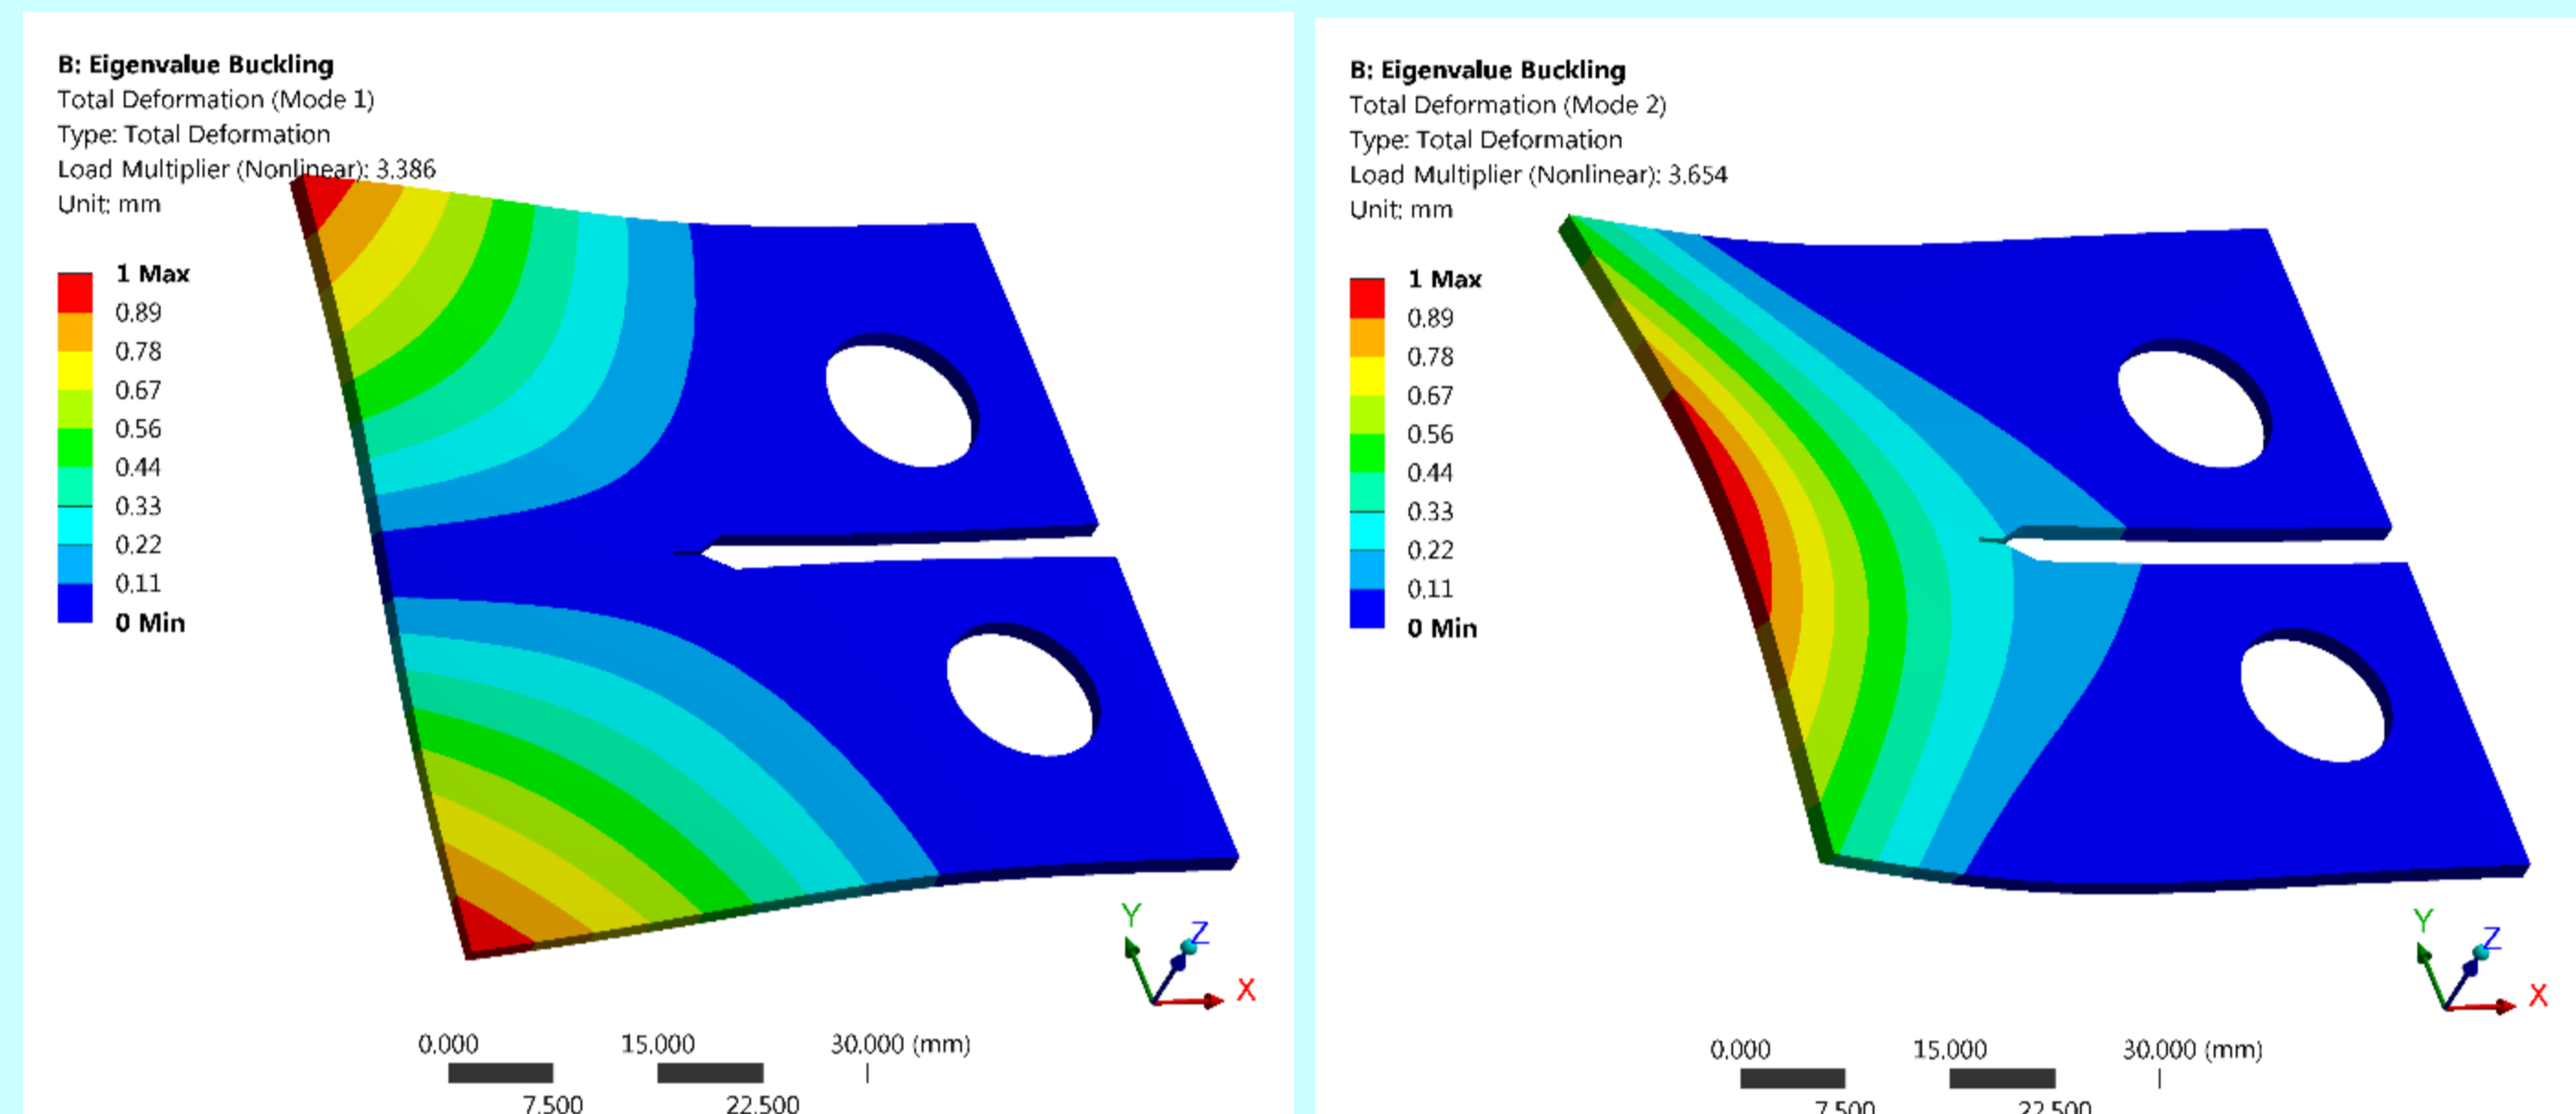 B: Eigenvalue Buckling
Total Deformation (Mode 1)
Type: Total Deformation
Load Multiplier (Nonlinear): 3.386
Unit: mm
1 Max
0.89
0.78
0.67
0.56
0.44
0.33
0.22
0.11
0 Min
Y
Z
X
0.000 15.000 30.000 (mm)
7.500 22.500
B: Eigenvalue Buckling
Total Deformation (Mode 2)
Type: Total Deformation
Load Multiplier (Nonlinear): 3.654
Unit: mm
1 Max
0.89
0.78
0.67
0.56
0.44
0.33
0.22
0.11
0 Min
Y
Z
X
0.000 15.000 30.000 (mm)
7.500 22.500